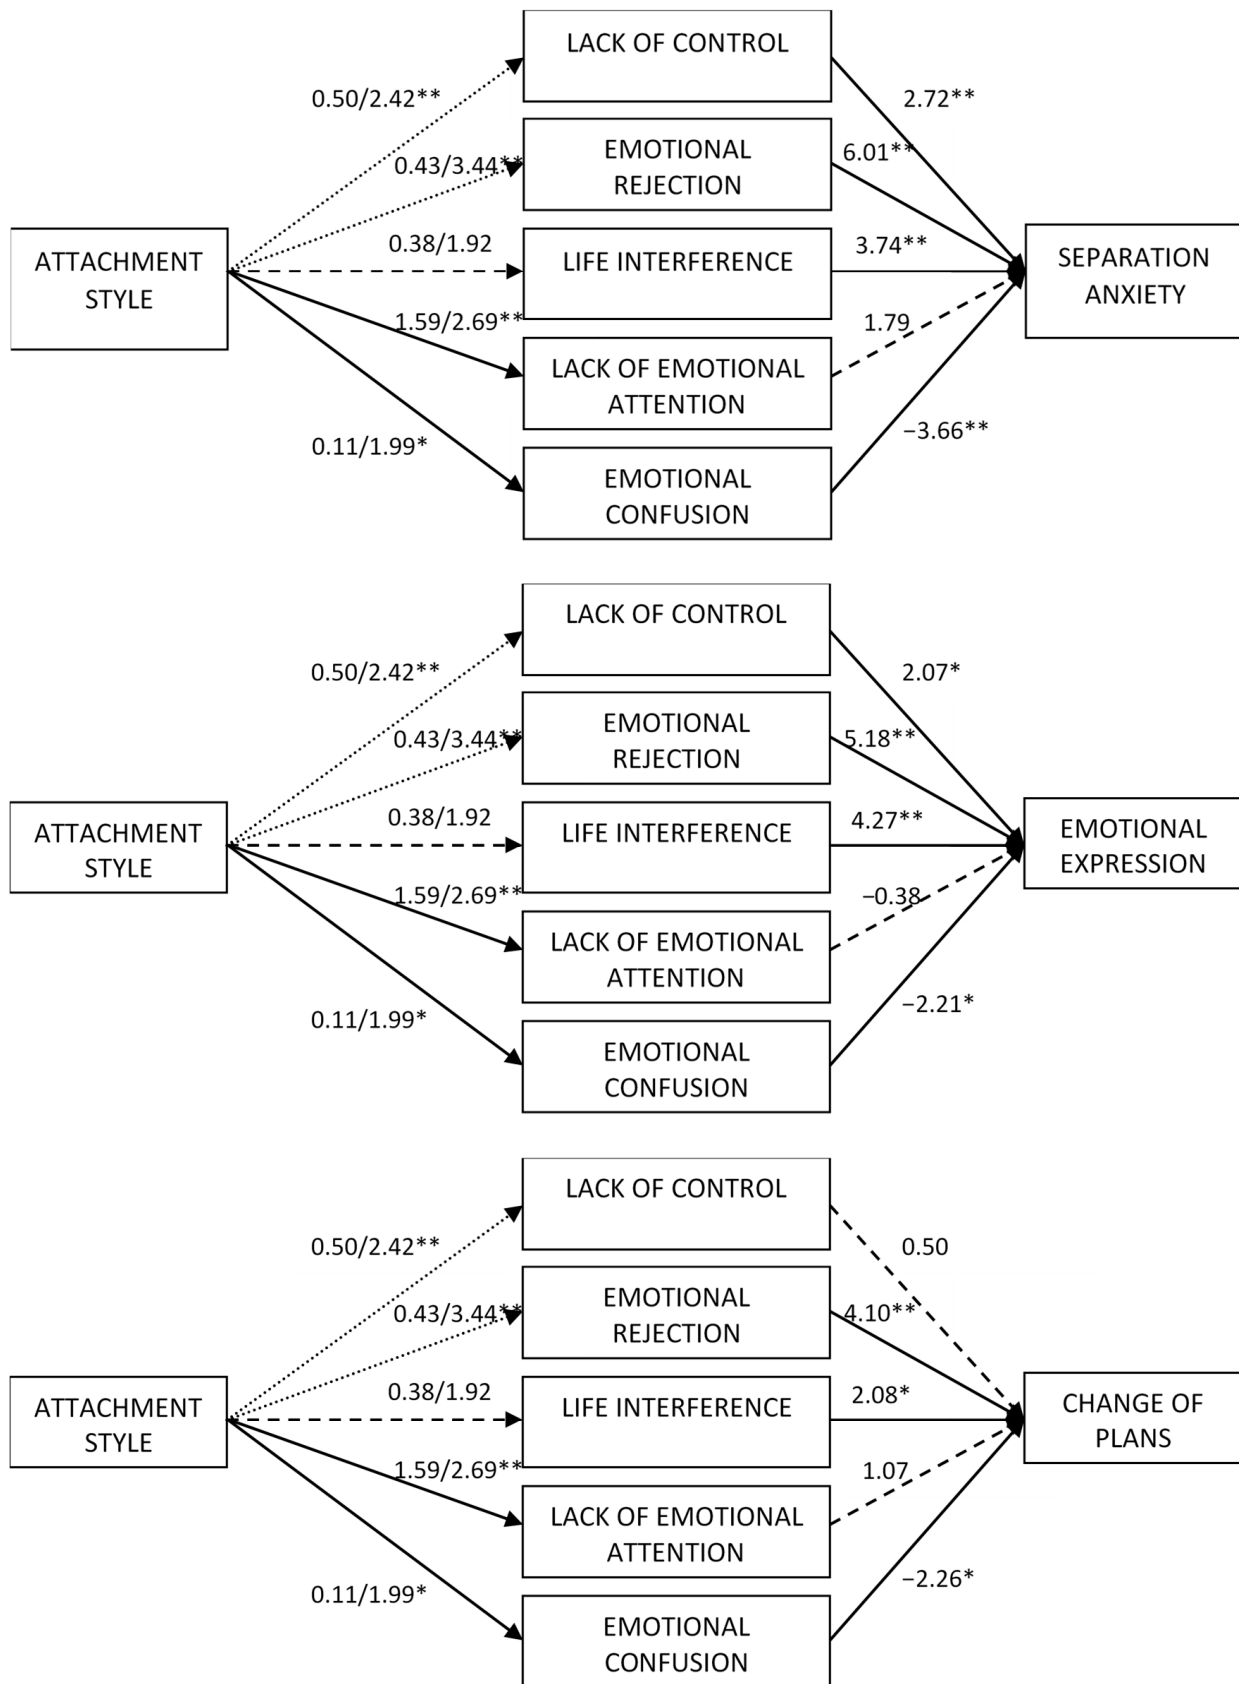 LACK OF CONTROL
0.50/2.42**
2.72**
EMOTIONAL
REJECTION
0.43/3.44**
6.01**
ATTACHMENT
STYLE
0.38/1.92
LIFE INTERFERENCE
3.74**
SEPARATION
ANXIETY
1.59/2.69**
1.79
LACK OF EMOTIONAL
ATTENTION
0.11/1.99*
−3.66**
EMOTIONAL
CONFUSION
LACK OF CONTROL
0.50/2.42**
2.07*
EMOTIONAL
REJECTION
0.43/3.44**
5.18**
ATTACHMENT
STYLE
0.38/1.92
LIFE INTERFERENCE
4.27**
EMOTIONAL
EXPRESSION
1.59/2.69**
−0.38
LACK OF EMOTIONAL
ATTENTION
0.11/1.99*
−2.21*
EMOTIONAL
CONFUSION
LACK OF CONTROL
0.50/2.42**
0.50
EMOTIONAL
REJECTION
0.43/3.44**
4.10**
ATTACHMENT
STYLE
0.38/1.92
LIFE INTERFERENCE
2.08*
CHANGE OF
PLANS
1.59/2.69**
1.07
LACK OF EMOTIONAL
ATTENTION
0.11/1.99*
−2.26*
EMOTIONAL
CONFUSION